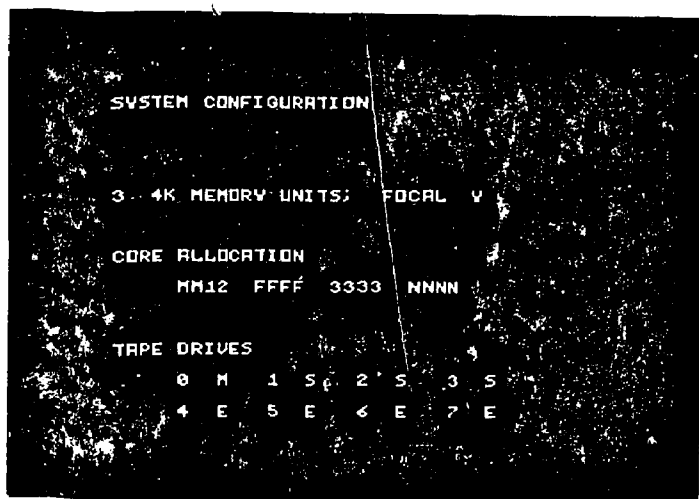 SYSTEM CONFIGURATION
3 4K MEMORY UNITS; FOCAL Y
CORE ALLOCATION
MM12 FFFF 3333 NNNN
TAPE DRIVES
0 M 1 S 2 S 3 S
4 E 5 E 6 E 7 E